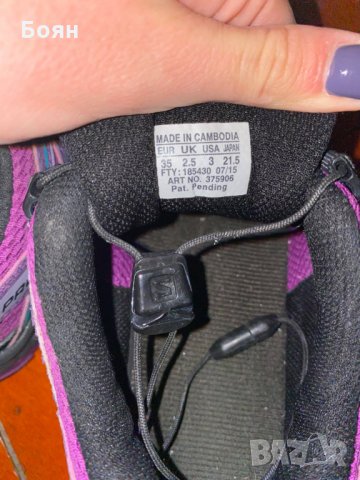 Боян
MADE IN CAMBODIA
EUR UK USA JAPAN
35 2.5 3 21.5
FTY: 185430 07/15
ART NO. 375906
Pat. Pending
S
BAZAR